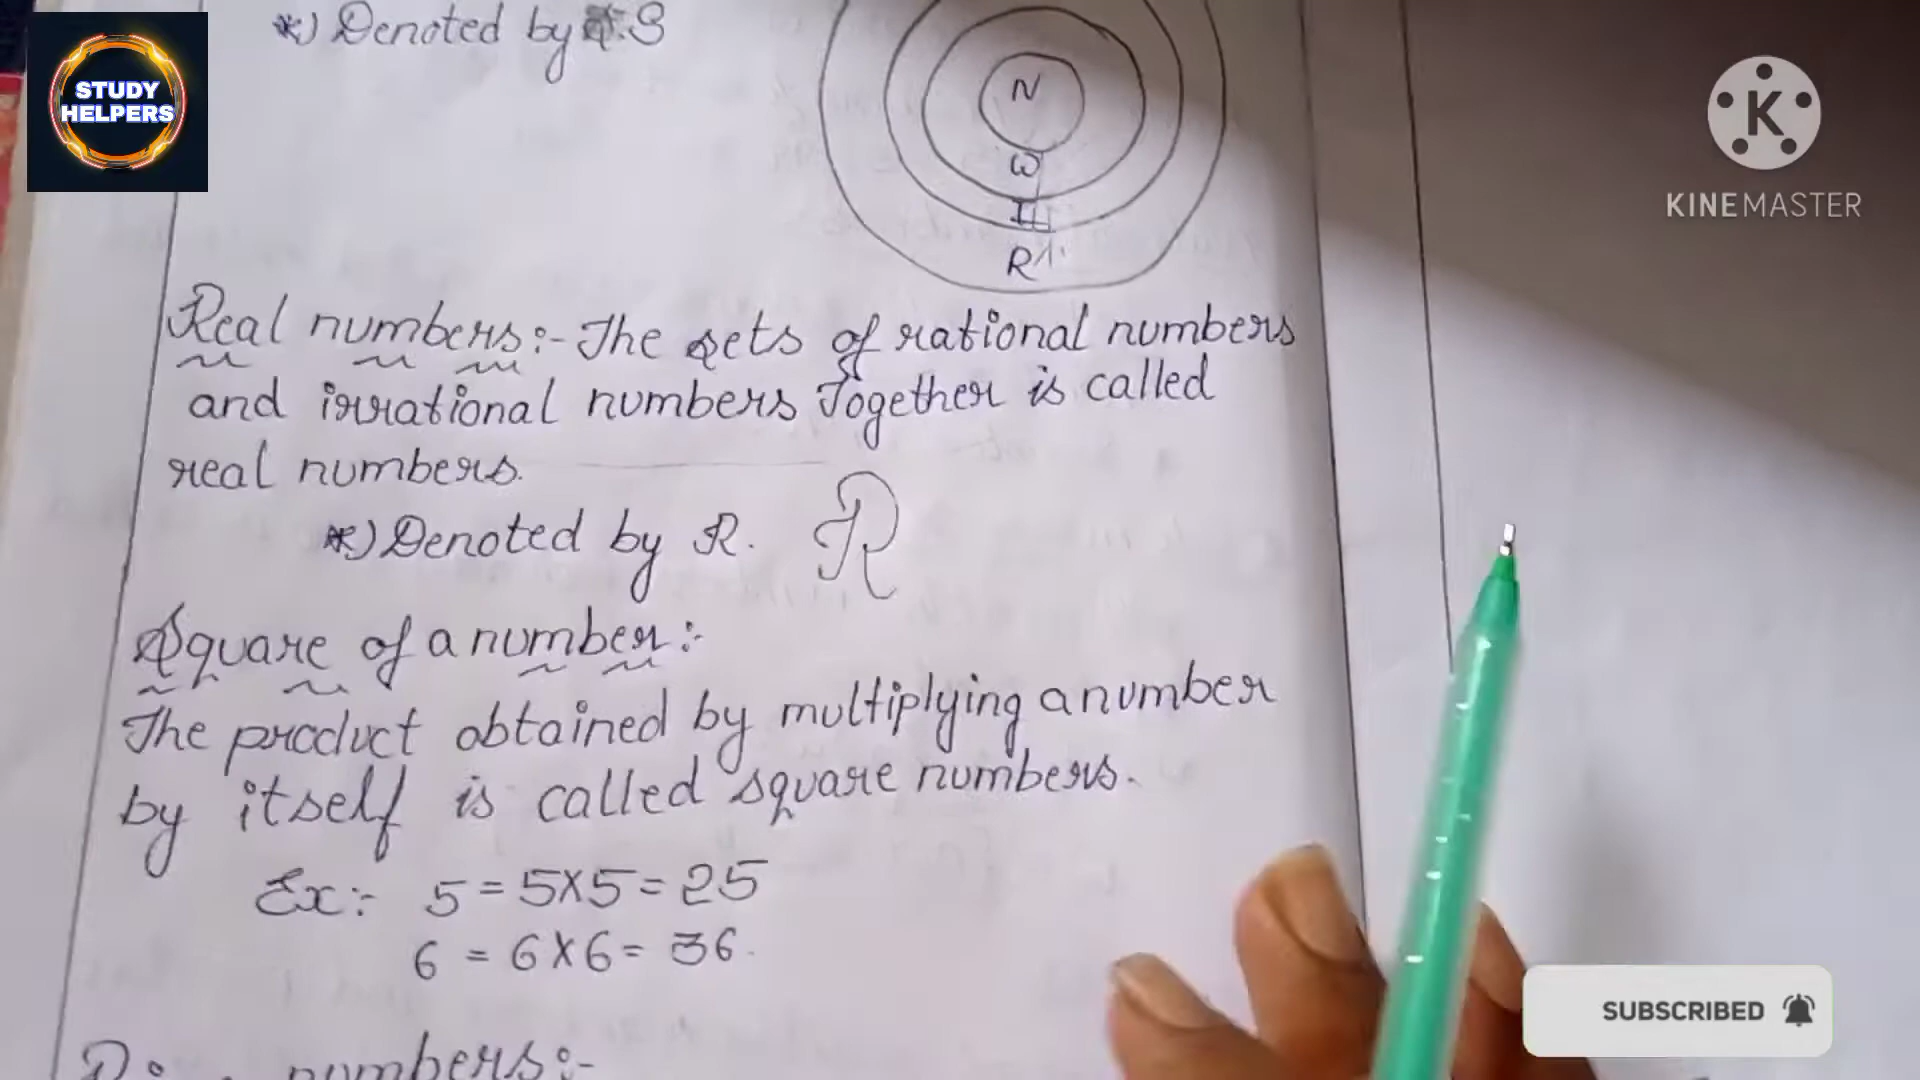 *) Denoted by S
STUDY
HELPERS
N
W
I
R
K
KINEMASTER
Real numbers:- The sets of rational numbers
and irrational numbers Together is called
real numbers.
*) Denoted by R. R
Square of a number:-
The product obtained by multiplying a number
by itself is called square numbers.
Ex:- 5 = 5X5 = 25
6 = 6X6 = 36.
SUBSCRIBED
numbers:-